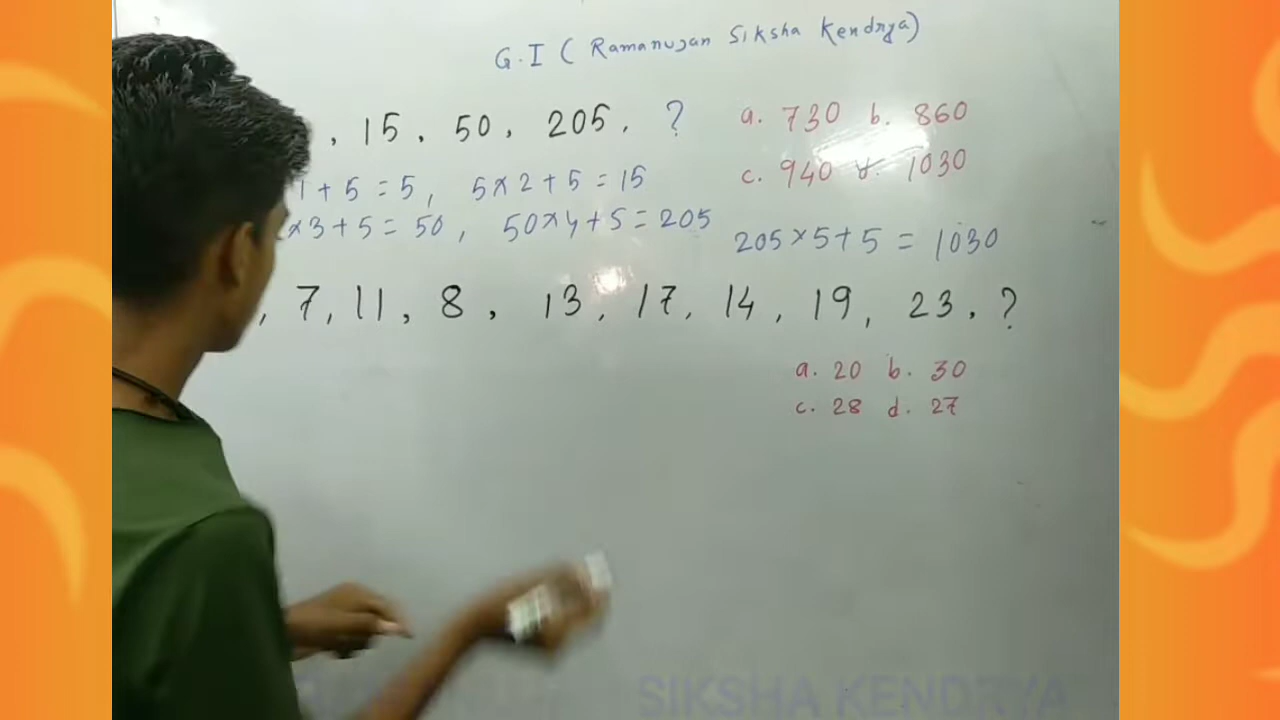 G.I ( Ramanujan Siksha Kendrya)
, 15, 50, 205, ?
a. 730 b. 860
c. 940 d. 1030
1 + 5 = 5, 5 x 2 + 5 = 15
x 3 + 5 = 50, 50 x 4 + 5 = 205
205 x 5 + 5 = 1030
, 7, 11, 8, 13, 17, 14, 19, 23, ?
a. 20 b. 30
c. 28 d. 27
SIKSHA KENDRYA